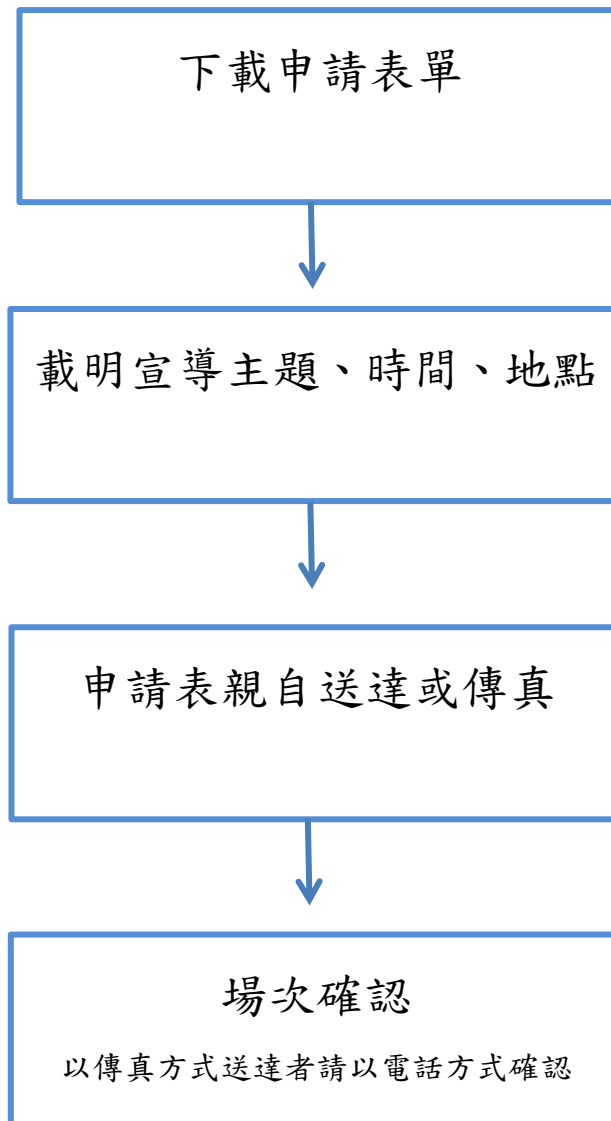 下載申請表單
載明宣導主題、時間、地點
申請表親自送達或傳真
場次確認
以傳真方式送達者請以電話方式確認